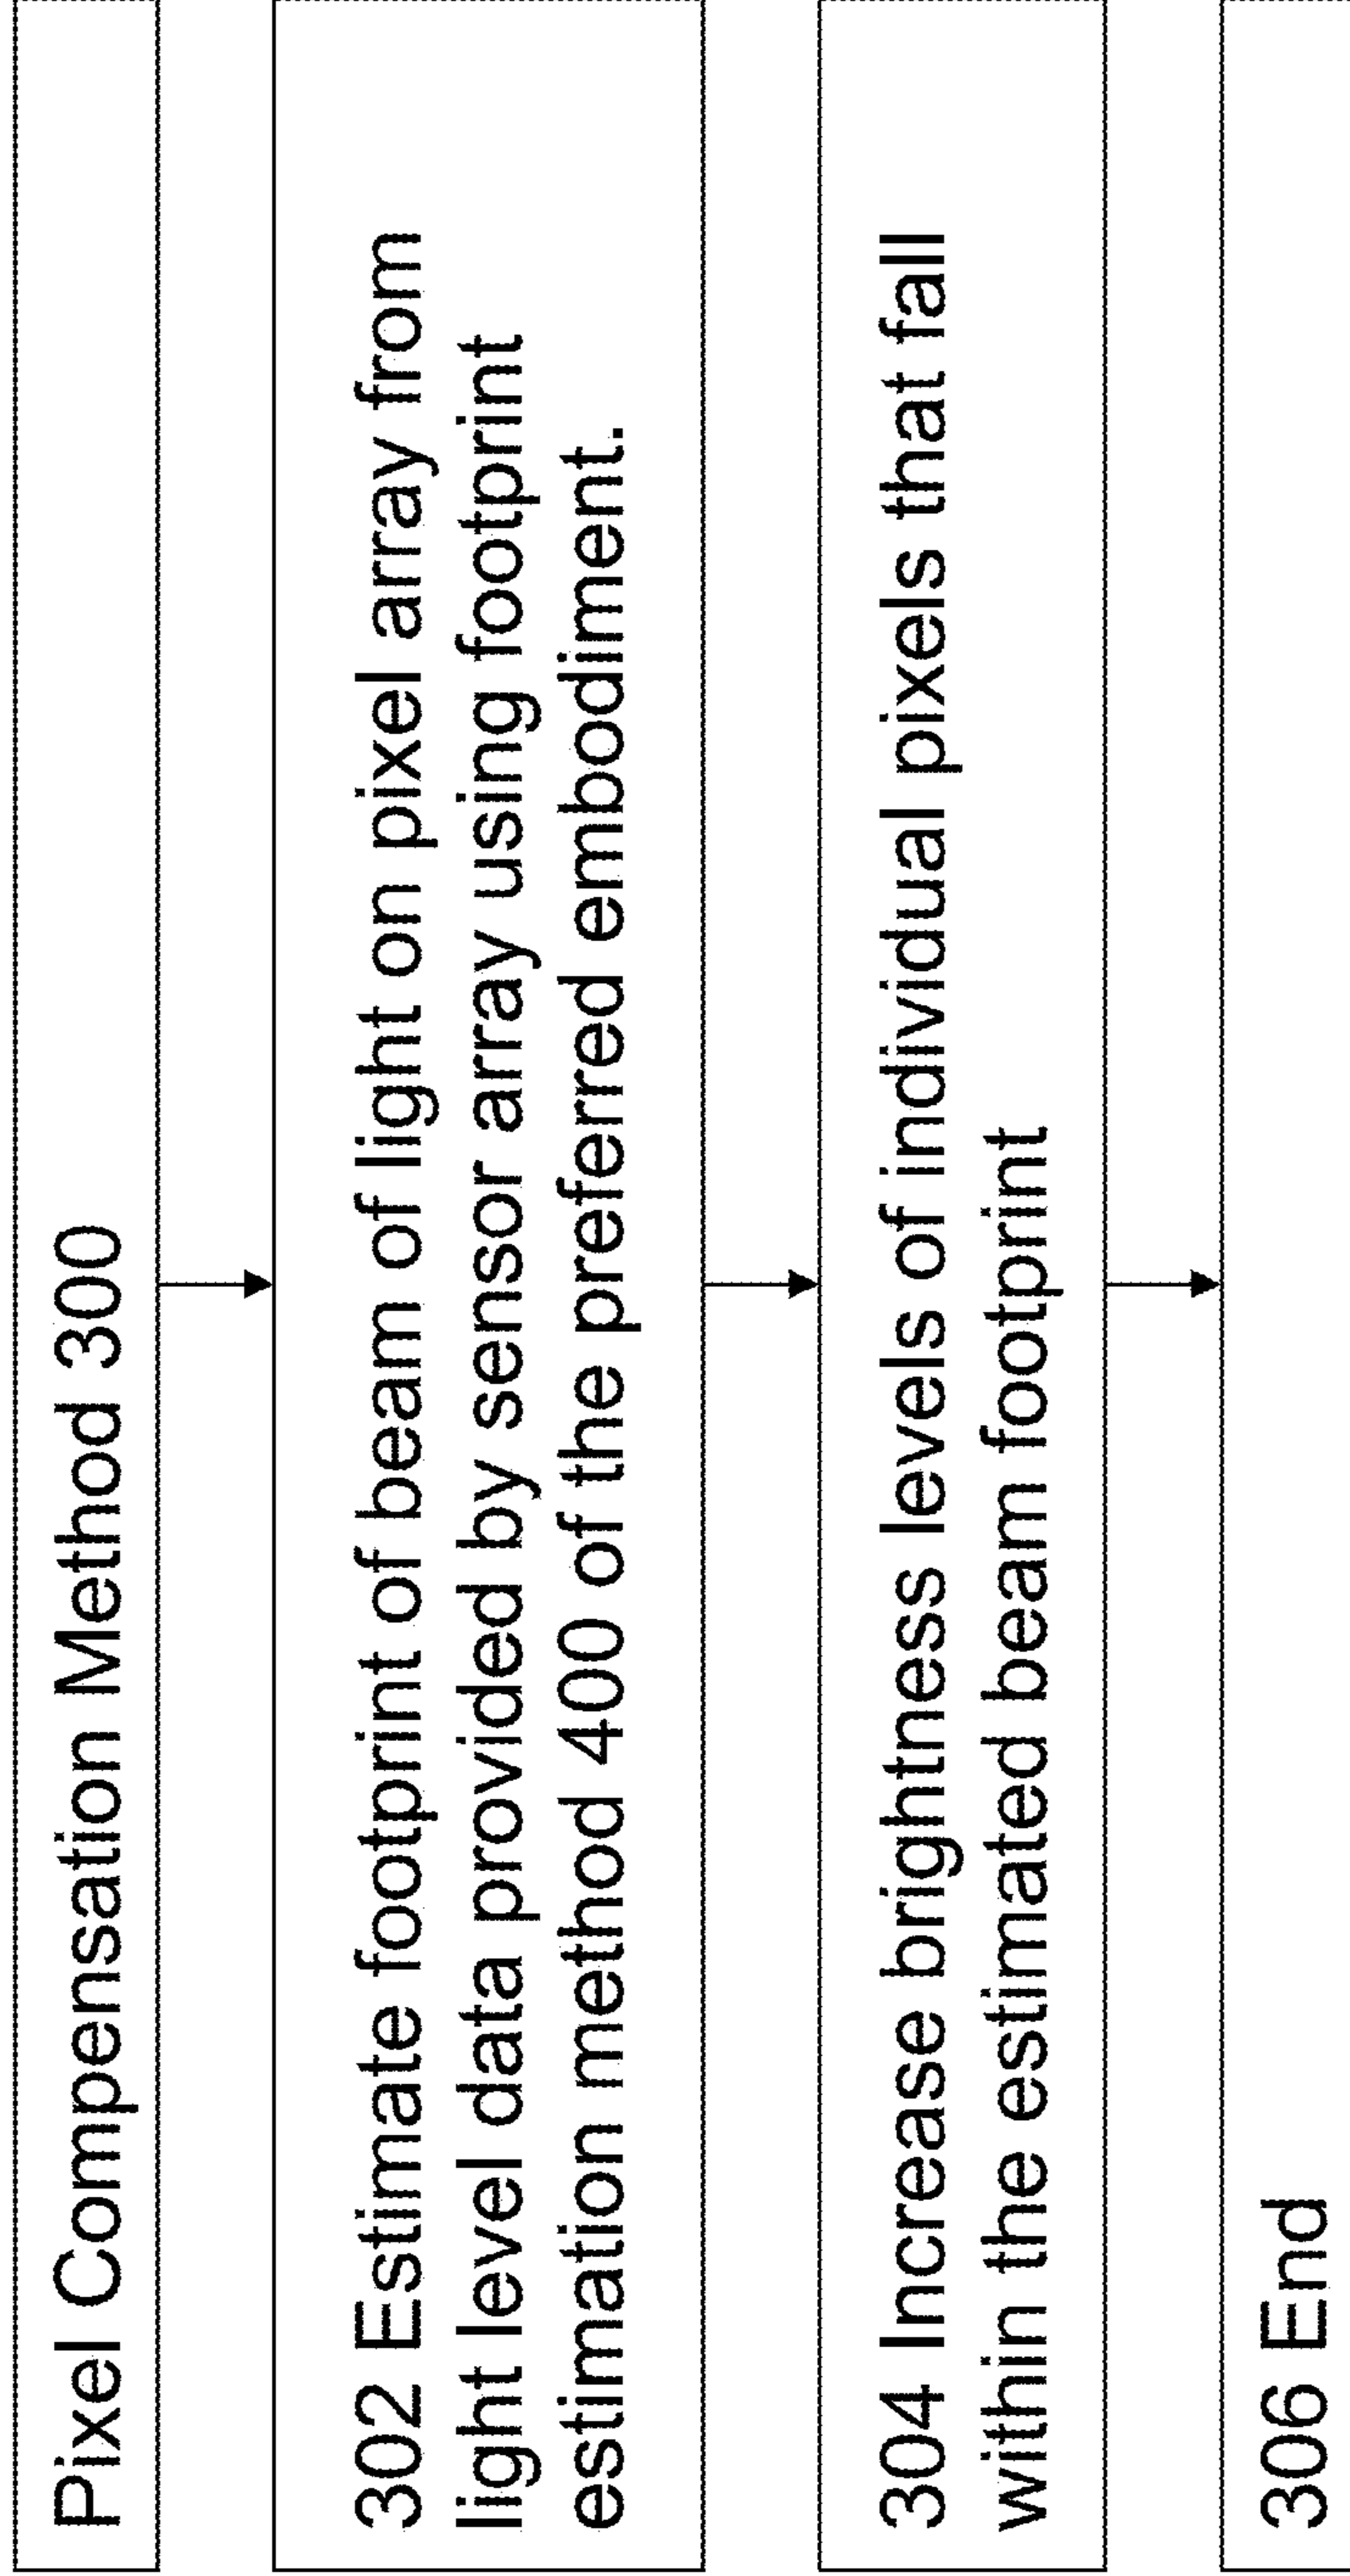 Pixel Compensation Method 300
302 Estimate footprint of beam of light on pixel array from
light level data provided by sensor array using footprint
estimation method 400 of the preferred embodiment.
304 Increase brightness levels of individual pixels that fall
within the estimated beam footprint
306 End